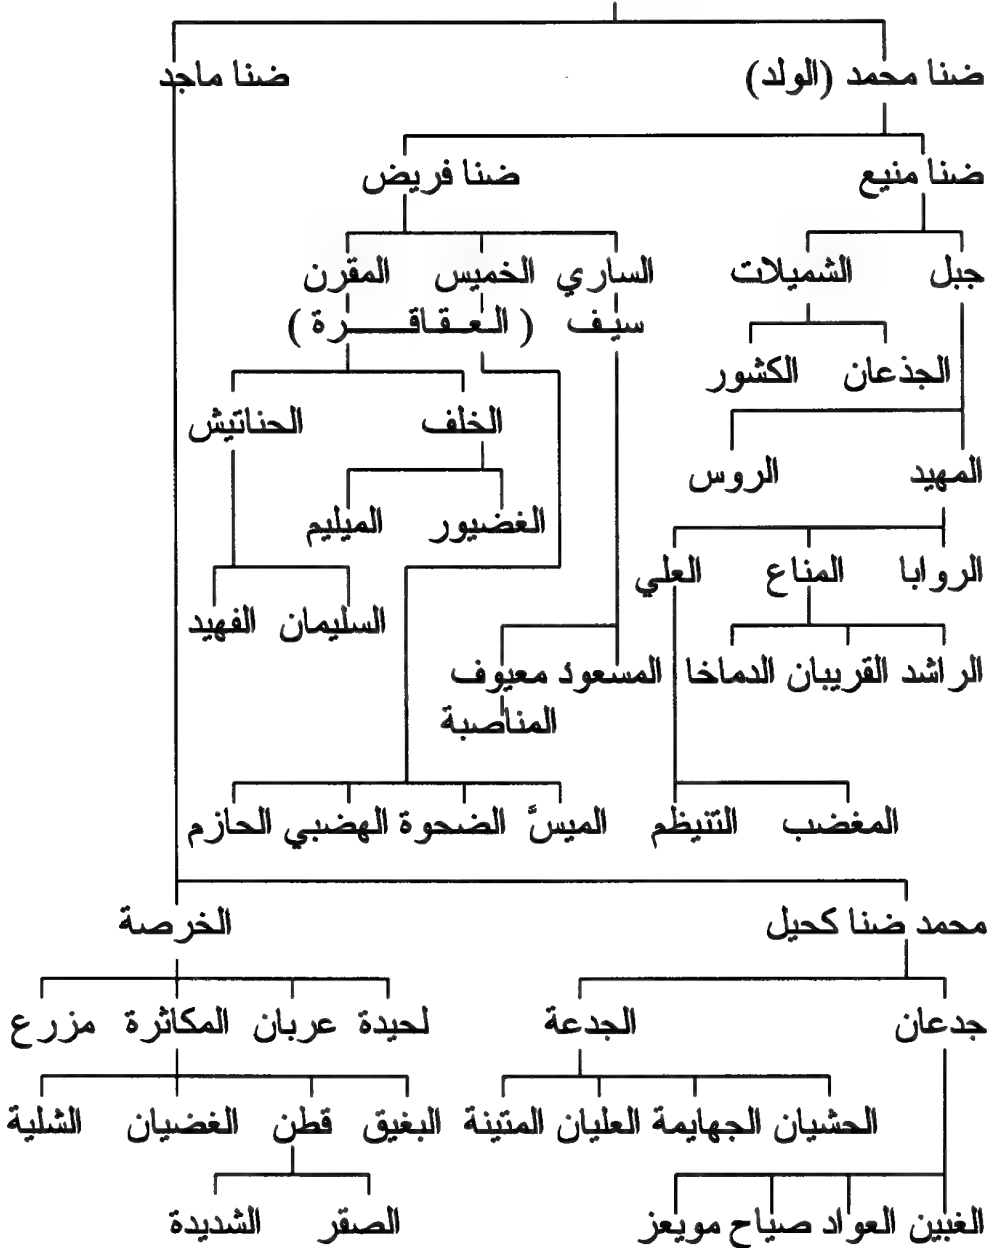 ضنا محمد (الولد) ضنا ماجد
ضنا منيع ضنا فريض
جبل الشميلات الساري الخميس المقرن
سيف (العقاقرة)
الجذعان الكشور
الخلف الحناتيش
المهيد الروس
الغضيور الميليم
الروابا المناع العلي
السليمان الفهيد
الراشد القريبان الدماخا المسعوذ معيوف
المناصبة
المغضب التنيظم الميسَّ الضحوة الهضبي الحازم
محمد ضنا كحيل الخرصة
جدعان الجدعة لحيدة عربان المكاثرة مزرع
الحشيان الجهايمة العليان المتينة البغيق قطن الغضيان الشلية
الغبين العواد صياح مويعز الصقر الشديدة